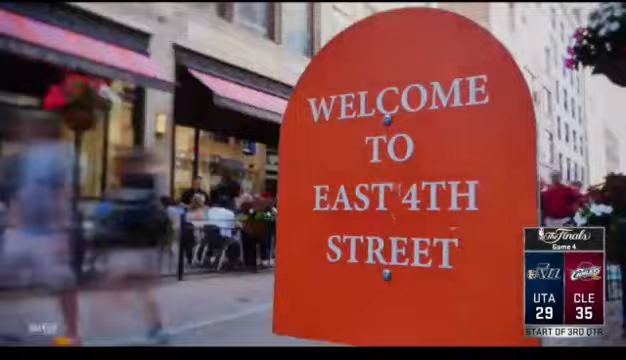 WELCOME
TO
EAST 4TH
STREET
The Finals
Game 4
UTA CLE
29 35
START OF 3RD QTR